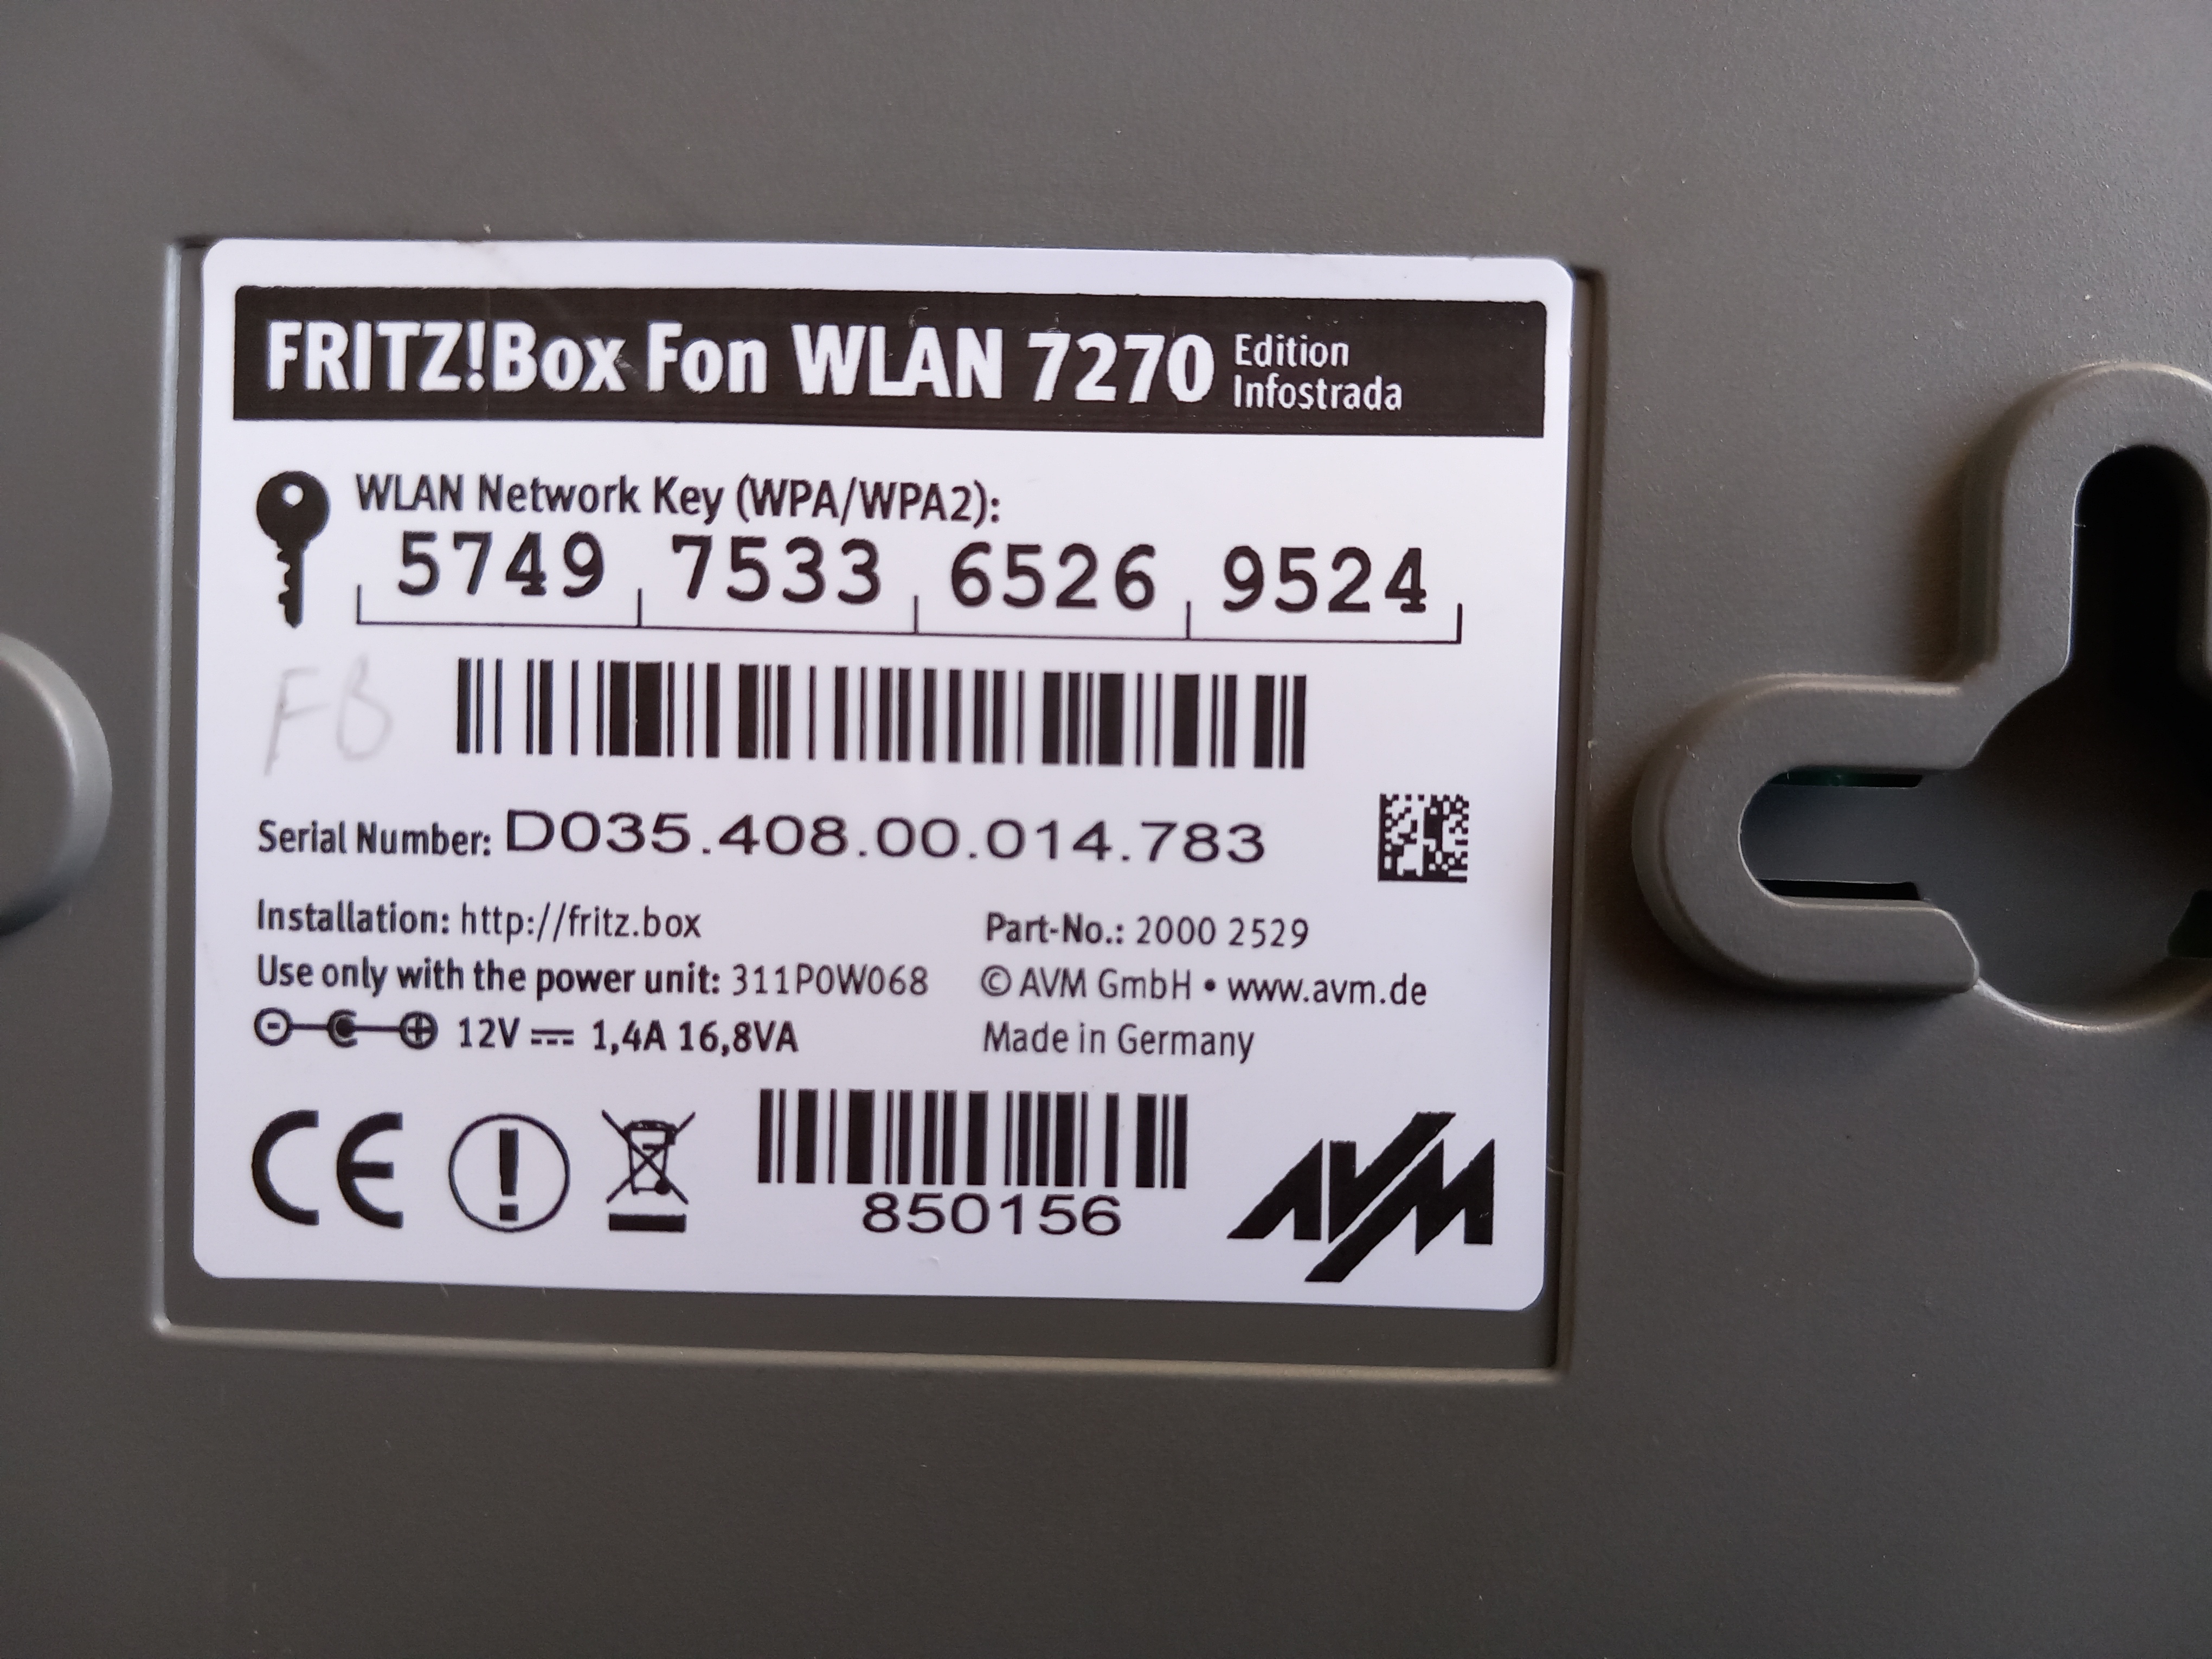 FRITZ!Box Fon WLAN 7270 Edition Infostrada
WLAN Network Key (WPA/WPA2):
5749 7533 6526 9524
FB
Serial Number: D035.408.00.014.783
Installation: http://fritz.box
Use only with the power unit: 311P0W068
12V 1,4A 16,8VA
Part-No.: 2000 2529
© AVM GmbH • www.avm.de
Made in Germany
CE
850156
AVM